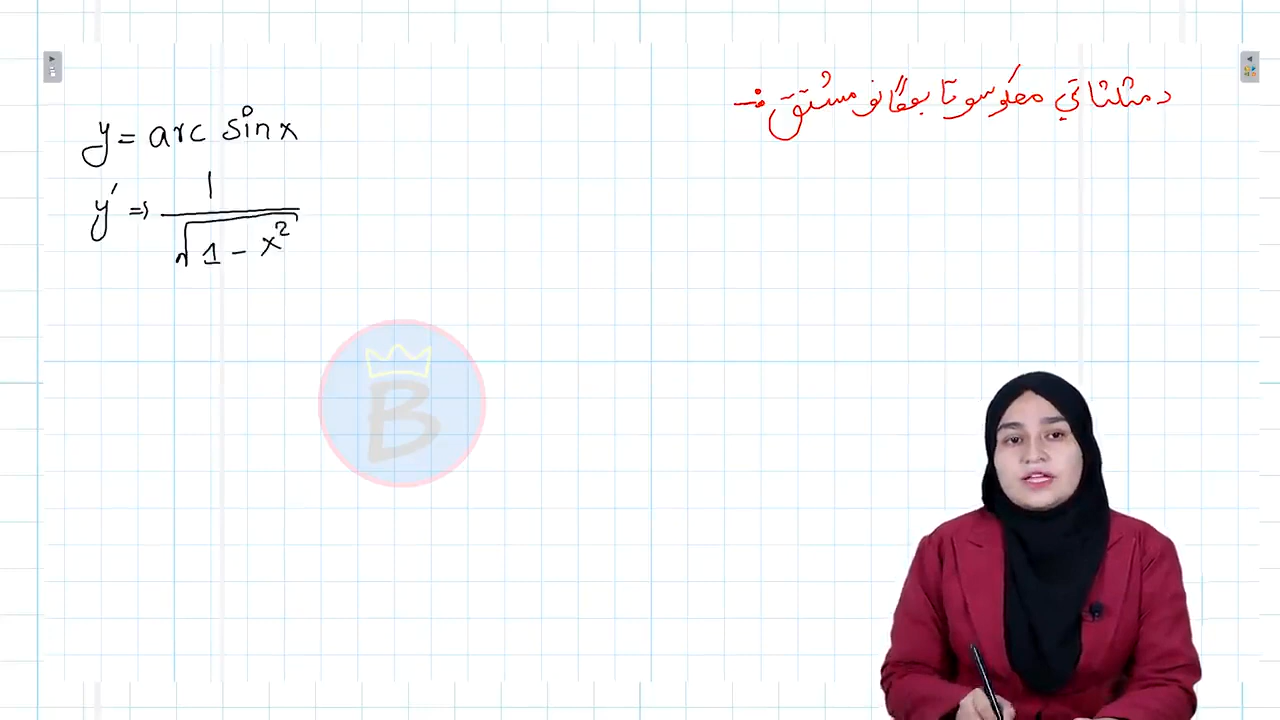 د مثلثاتي معکوسو تابعګانو مشتق :-
y = arc sin x
y′ ⇒ 1 / √(1 - x²)
B